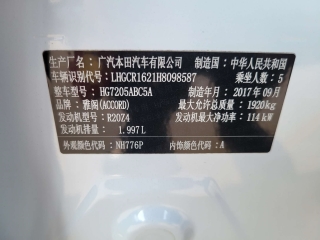 生产厂名：广汽本田汽车有限公司 制造国：中华人民共和国
车辆识别代号：LHGCR1621H8098587 乘坐人数：5
整车型号：HG7205ABC5A 制造年月：2017年09月
品牌：雅阁(ACCORD) 最大允许总质量：1920kg
发动机型号：R20Z4 发动机最大净功率：114kW
发动机排量：1.997L
外观颜色代码：NH776P 内饰颜色代码：A